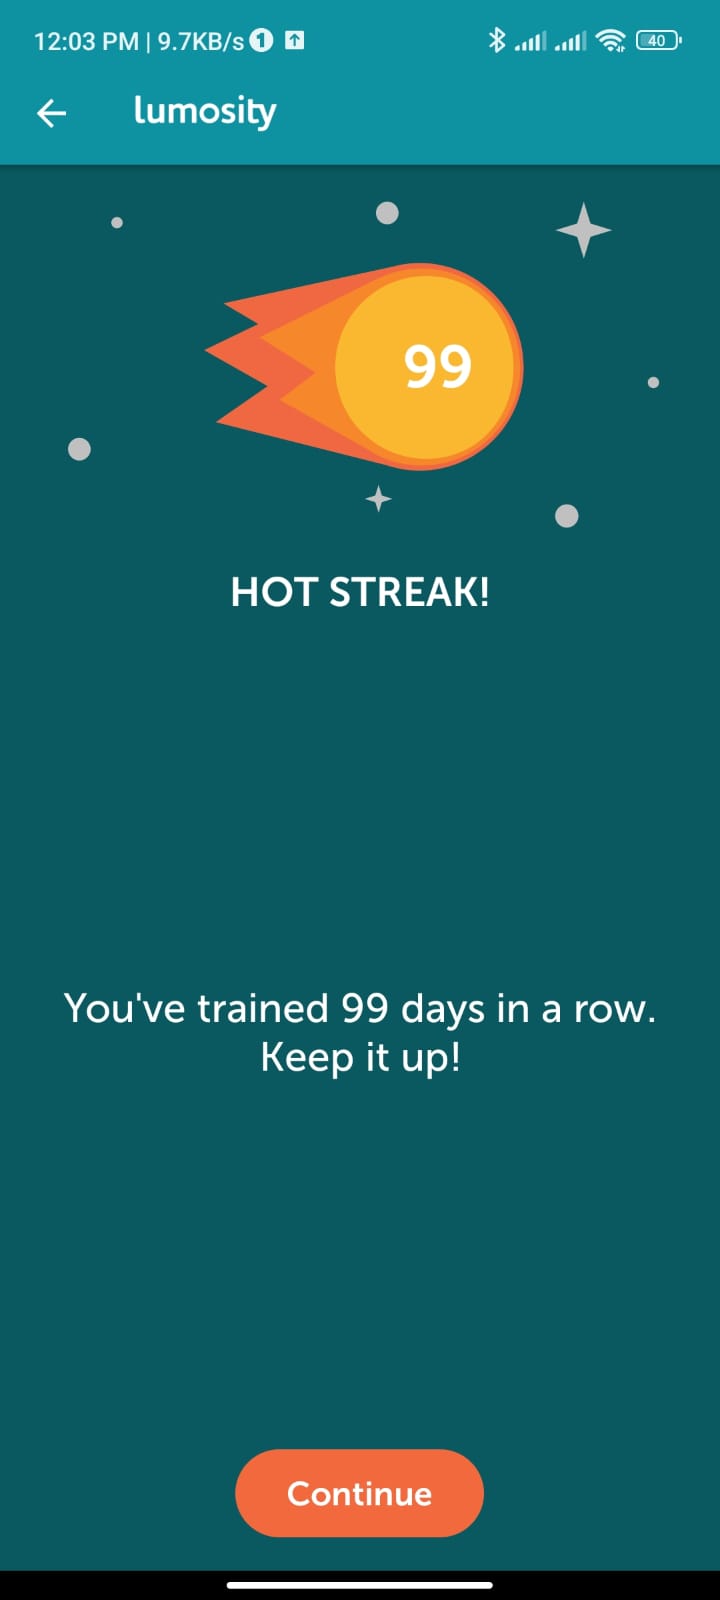 12:03 PM | 9.7KB/s 1 40
lumosity
99
HOT STREAK!
You've trained 99 days in a row.
Keep it up!
Continue